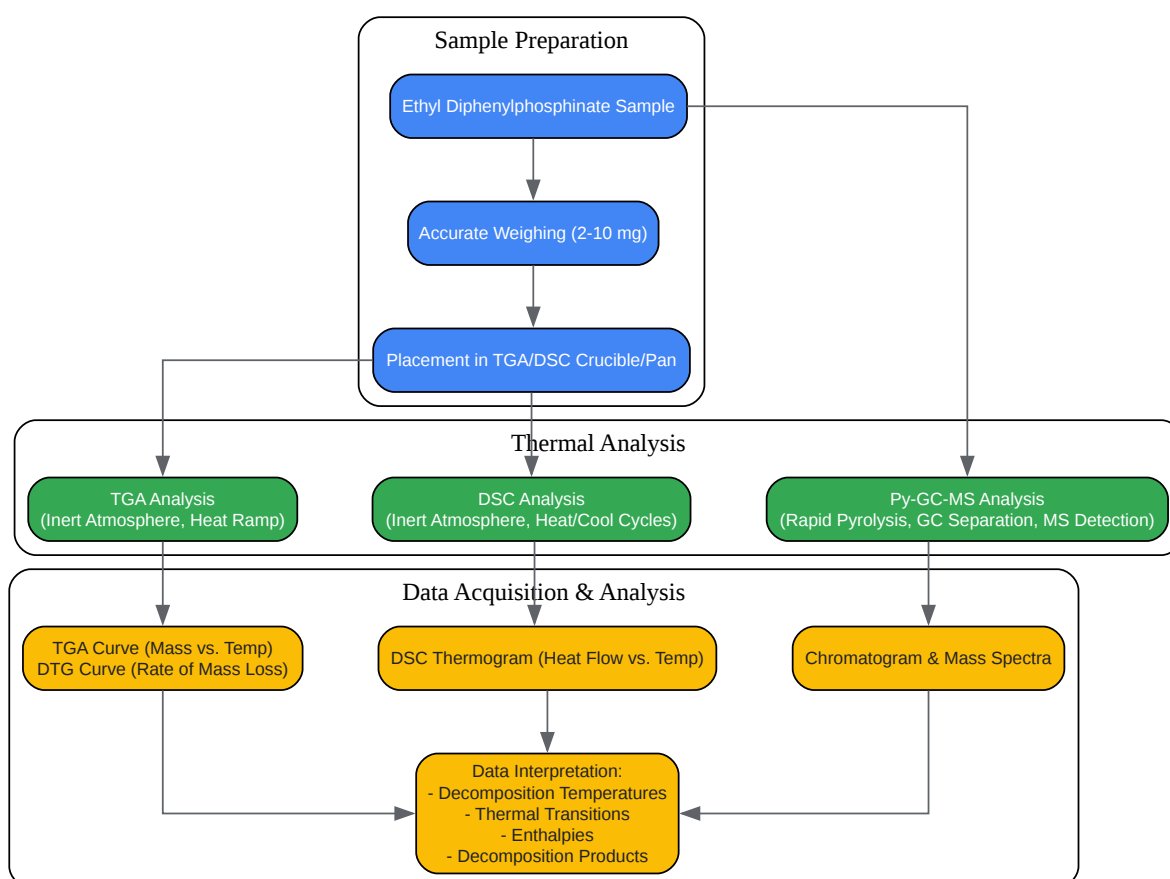 Sample Preparation
Ethyl Diphenylphosphinate Sample
Accurate Weighing (2-10 mg)
Placement in TGA/DSC Crucible/Pan
Thermal Analysis
TGA Analysis
(Inert Atmosphere, Heat Ramp)
DSC Analysis
(Inert Atmosphere, Heat/Cool Cycles)
Py-GC-MS Analysis
(Rapid Pyrolysis, GC Separation, MS Detection)
Data Acquisition & Analysis
TGA Curve (Mass vs. Temp)
DTG Curve (Rate of Mass Loss)
DSC Thermogram (Heat Flow vs. Temp)
Chromatogram & Mass Spectra
Data Interpretation:
- Decomposition Temperatures
- Thermal Transitions
- Enthalpies
- Decomposition Products